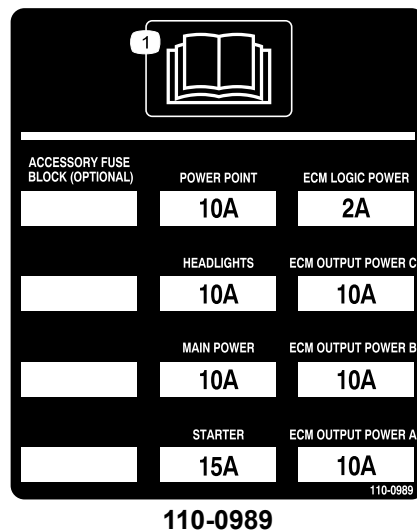 1
ACCESSORY FUSE
BLOCK (OPTIONAL)
POWER POINT
ECM LOGIC POWER
10A
2A
HEADLIGHTS
ECM OUTPUT POWER C
10A
10A
MAIN POWER
ECM OUTPUT POWER B
10A
10A
STARTER
ECM OUTPUT POWER A
15A
10A
110-0989
110-0989